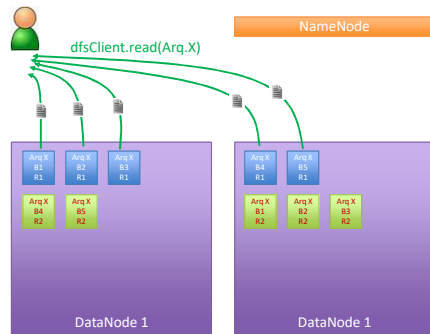 NameNode
dfsClient.read(Arq.X)
Arq X
B1
R1
Arq X
B2
R1
Arq X
B3
R1
Arq X
B4
R2
Arq X
B5
R2
DataNode 1
Arq X
B4
R1
Arq X
B5
R1
Arq X
B1
R2
Arq X
B2
R2
Arq X
B3
R2
DataNode 1